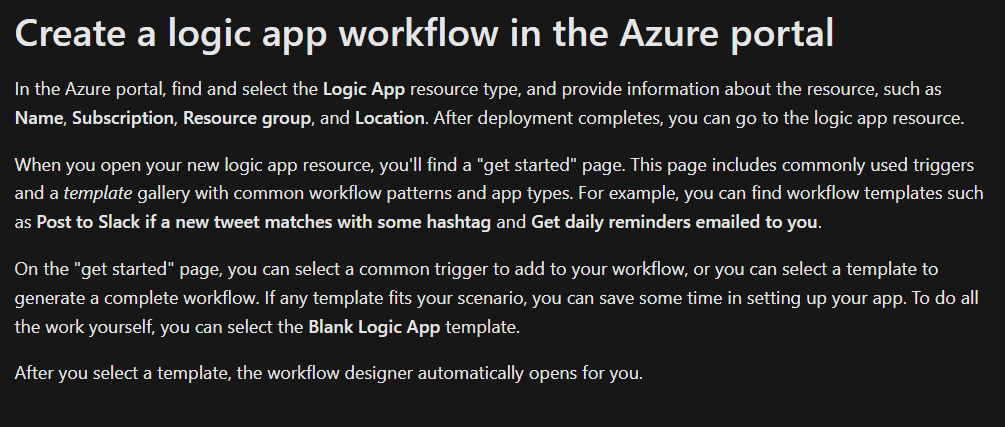 Create a logic app workflow in the Azure portal
In the Azure portal, find and select the Logic App resource type, and provide information about the resource, such as
Name, Subscription, Resource group, and Location. After deployment completes, you can go to the logic app resource.
When you open your new logic app resource, you'll find a "get started" page. This page includes commonly used triggers
and a template gallery with common workflow patterns and app types. For example, you can find workflow templates such
as Post to Slack if a new tweet matches with some hashtag and Get daily reminders emailed to you.
On the "get started" page, you can select a common trigger to add to your workflow, or you can select a template to
generate a complete workflow. If any template fits your scenario, you can save some time in setting up your app. To do all
the work yourself, you can select the Blank Logic App template.
After you select a template, the workflow designer automatically opens for you.